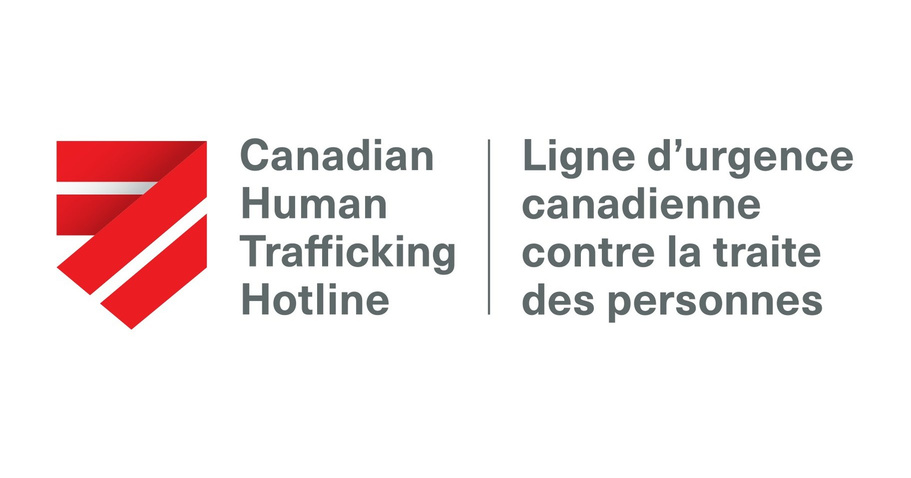 Canadian
Human
Trafficking
Hotline
Ligne d’urgence
canadienne
contre la traite
des personnes